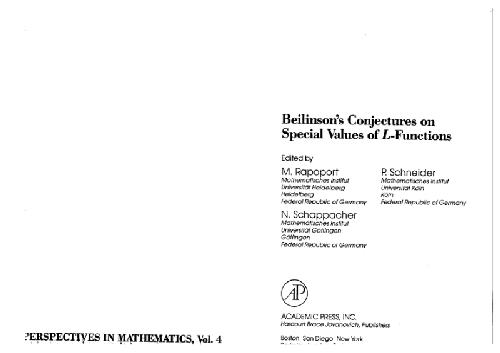 PERSPECTIVES IN MATHEMATICS, Vol. 4
Beilinson's Conjectures on
Special Values of L-Functions
Edited by
M. Rapoport
Mathematisches Institut
Universität Heidelberg
Heidelberg
Federal Republic of Germany
P. Schneider
Mathematisches Institut
Universität Köln
Köln
Federal Republic of Germany
N. Schappacher
Mathematisches Institut
Universität Göttingen
Göttingen
Federal Republic of Germany
AP
ACADEMIC PRESS, INC.
Harcourt Brace Jovanovich, Publishers
Boston San Diego New York